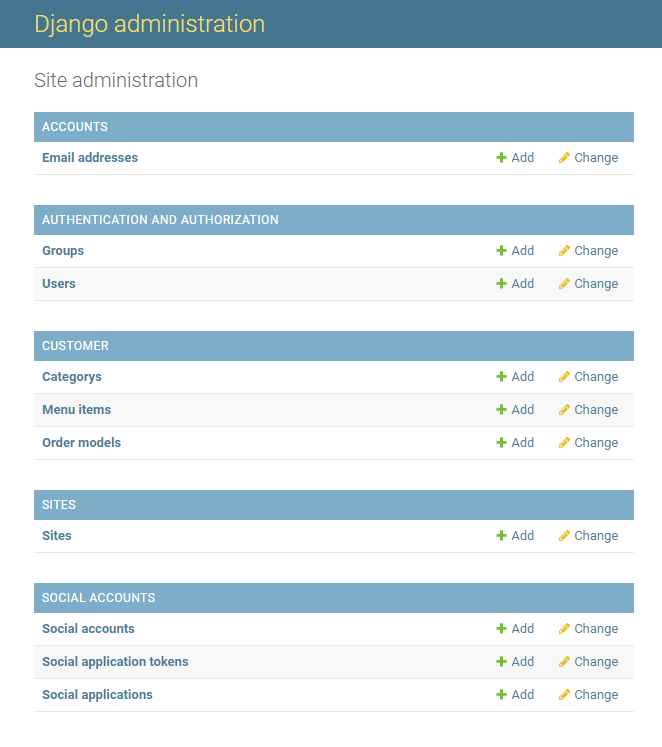 Django administration
Site administration
ACCOUNTS
Email addresses Add Change
AUTHENTICATION AND AUTHORIZATION
Groups Add Change
Users Add Change
CUSTOMER
Categorys Add Change
Menu items Add Change
Order models Add Change
SITES
Sites Add Change
SOCIAL ACCOUNTS
Social accounts Add Change
Social application tokens Add Change
Social applications Add Change